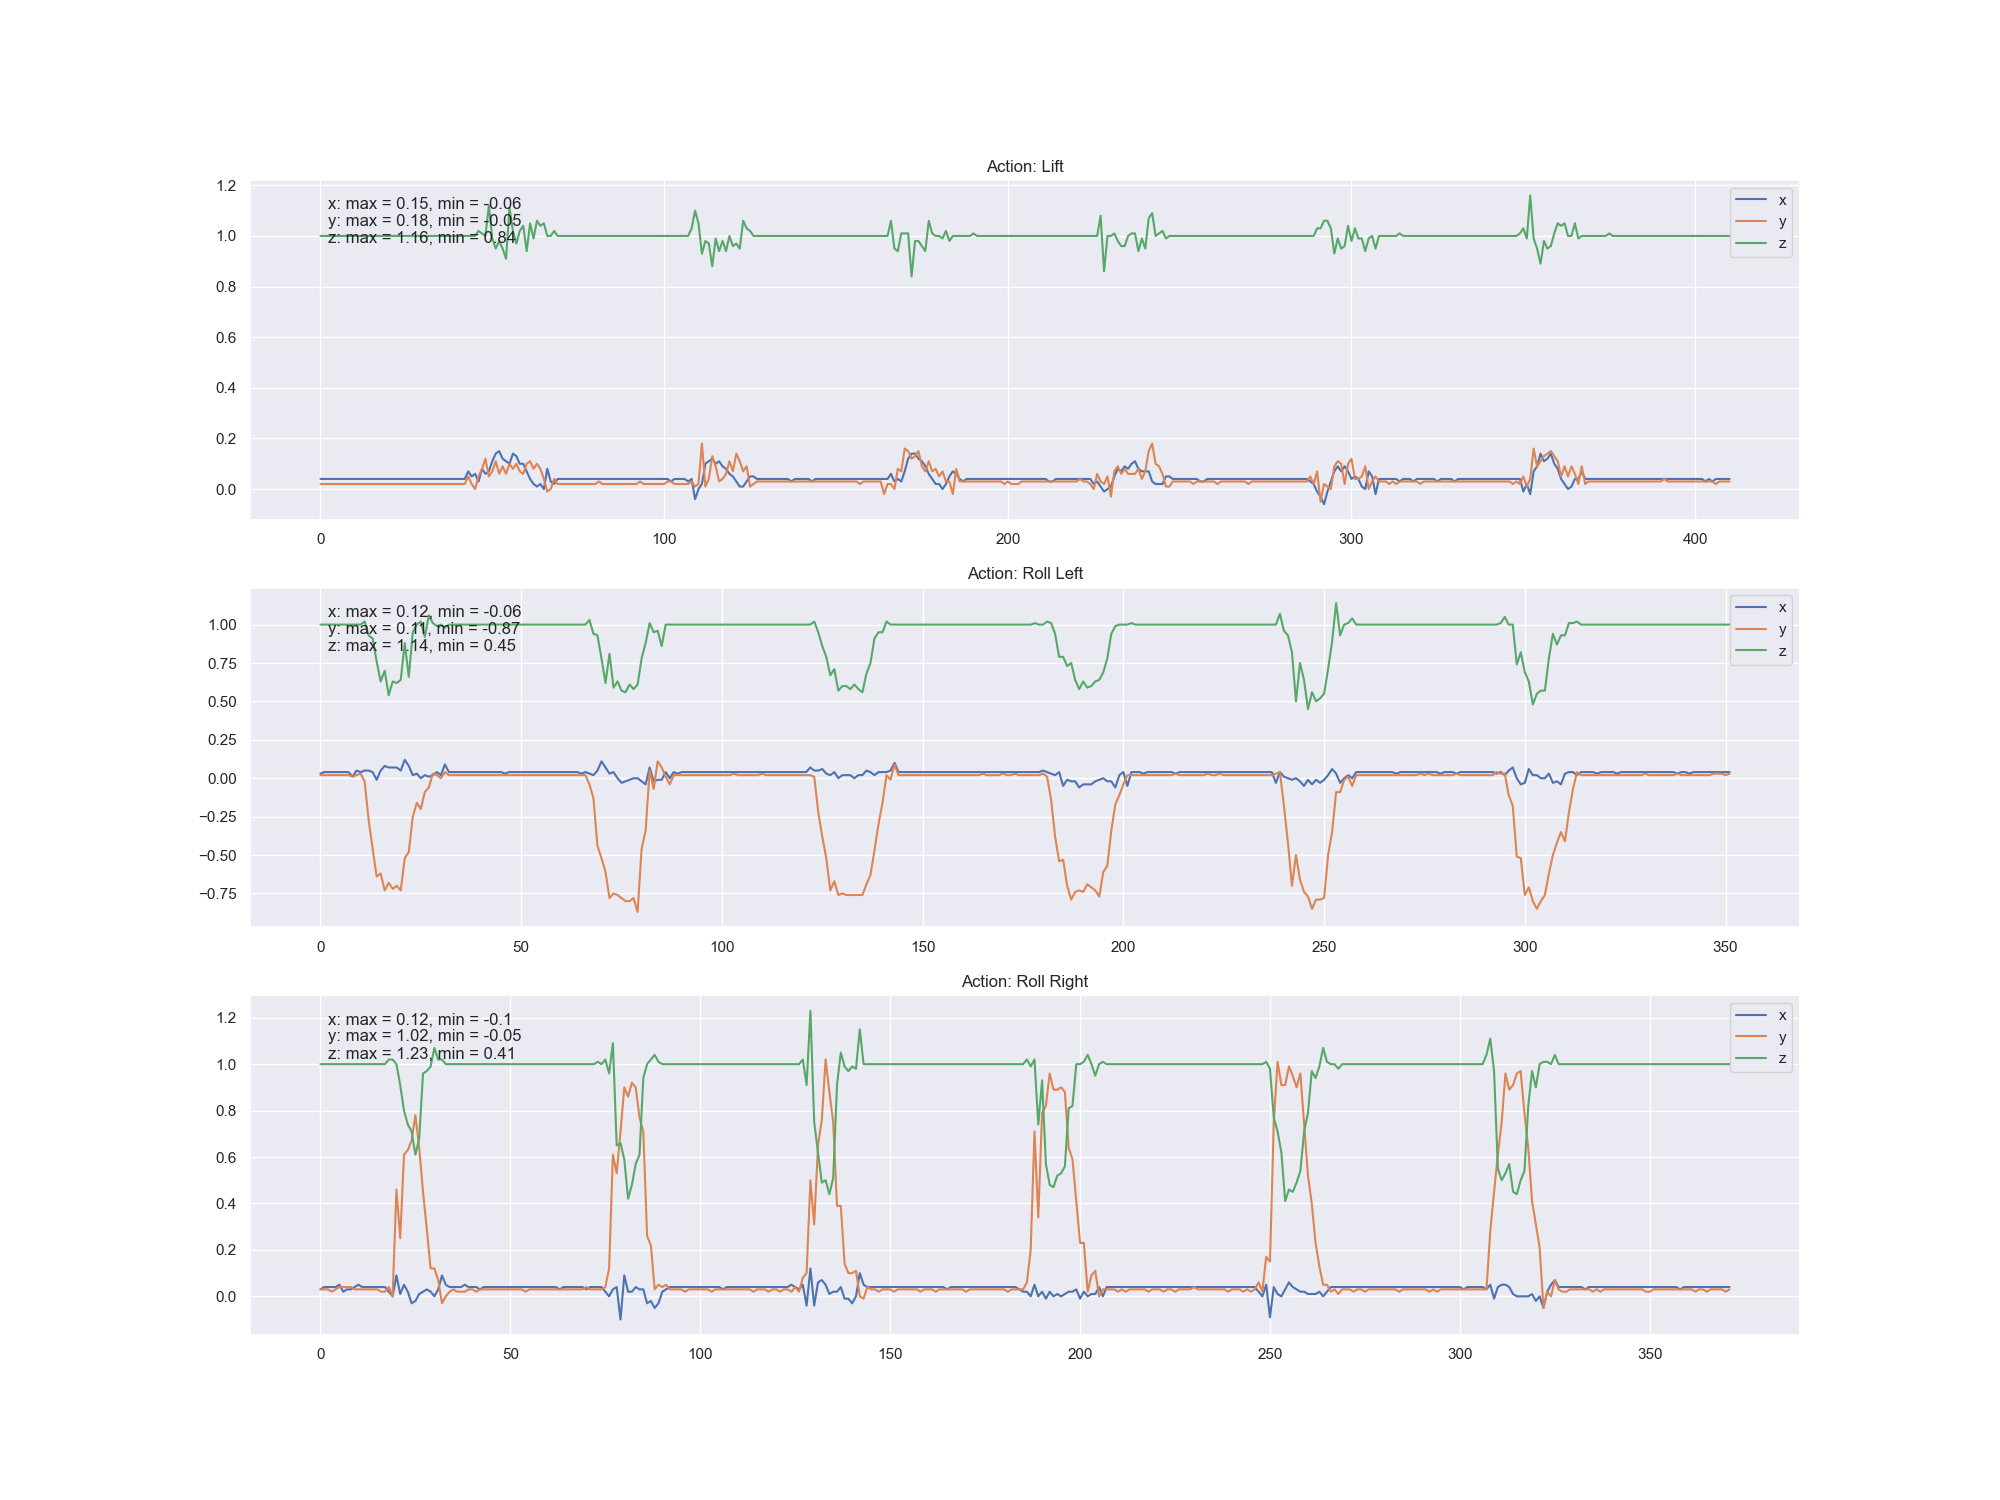 Action: Lift
1.2
1.0
0.8
0.6
0.4
0.2
0.0
x: max = 0.15, min = -0.06
y: max = 0.18, min = -0.05
z: max = 1.16, min = 0.84
x
y
z
0 100 200 300 400
Action: Roll Left
1.00
0.75
0.50
0.25
0.00
−0.25
−0.50
−0.75
x: max = 0.12, min = -0.06
y: max = 0.11, min = -0.87
z: max = 1.14, min = 0.45
x
y
z
0 50 100 150 200 250 300 350
Action: Roll Right
1.2
1.0
0.8
0.6
0.4
0.2
0.0
x: max = 0.12, min = -0.1
y: max = 1.02, min = -0.05
z: max = 1.23, min = 0.41
x
y
z
0 50 100 150 200 250 300 350